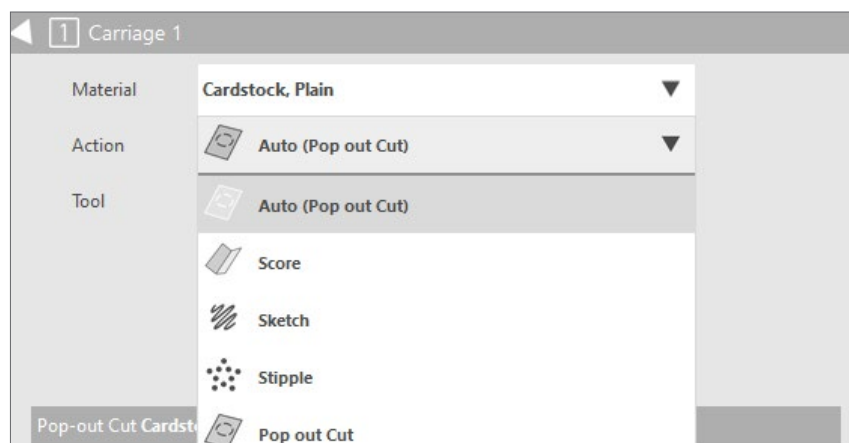 1 Carriage 1
Material Cardstock, Plain
Action Auto (Pop out Cut)
Tool Auto (Pop out Cut)
Score
Sketch
Stipple
Pop-out Cut
Pop out Cut